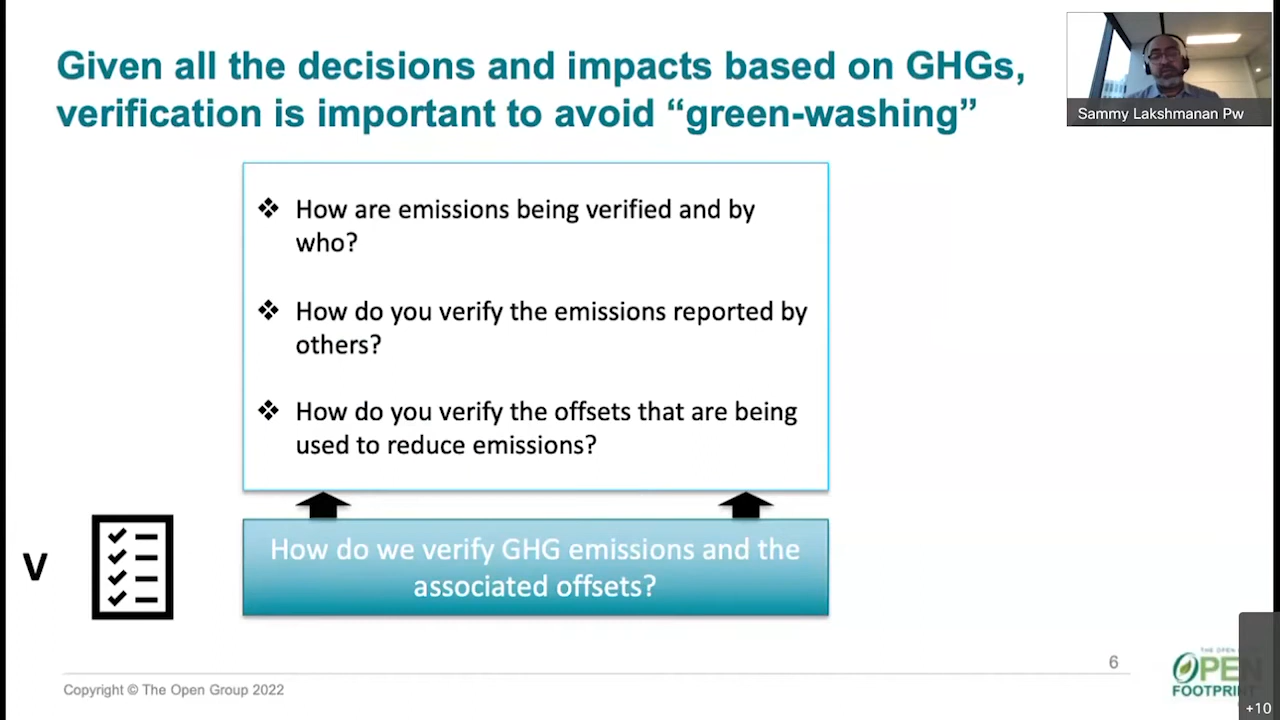 Given all the decisions and impacts based on GHGs,
verification is important to avoid “green-washing”
Sammy Lakshmanan Pw
❖ How are emissions being verified and by
who?
❖ How do you verify the emissions reported by
others?
❖ How do you verify the offsets that are being
used to reduce emissions?
V
How do we verify GHG emissions and the
associated offsets?
6
Copyright © The Open Group 2022
THE OPEN
OPEN
FOOTPRINT
+10